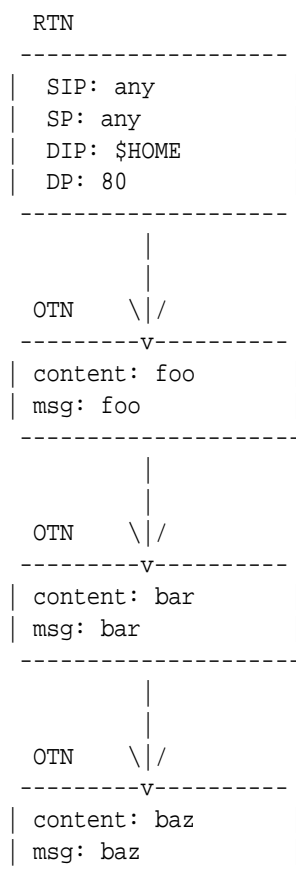 RTN
--------------------
| SIP: any
| SP: any
| DIP: $HOME
| DP: 80
--------------------
|
|
OTN \|/
---------v----------
| content: foo
| msg: foo
---------------------
|
|
OTN \|/
---------v----------
| content: bar
| msg: bar
---------------------
|
|
OTN \|/
---------v----------
| content: baz
| msg: baz